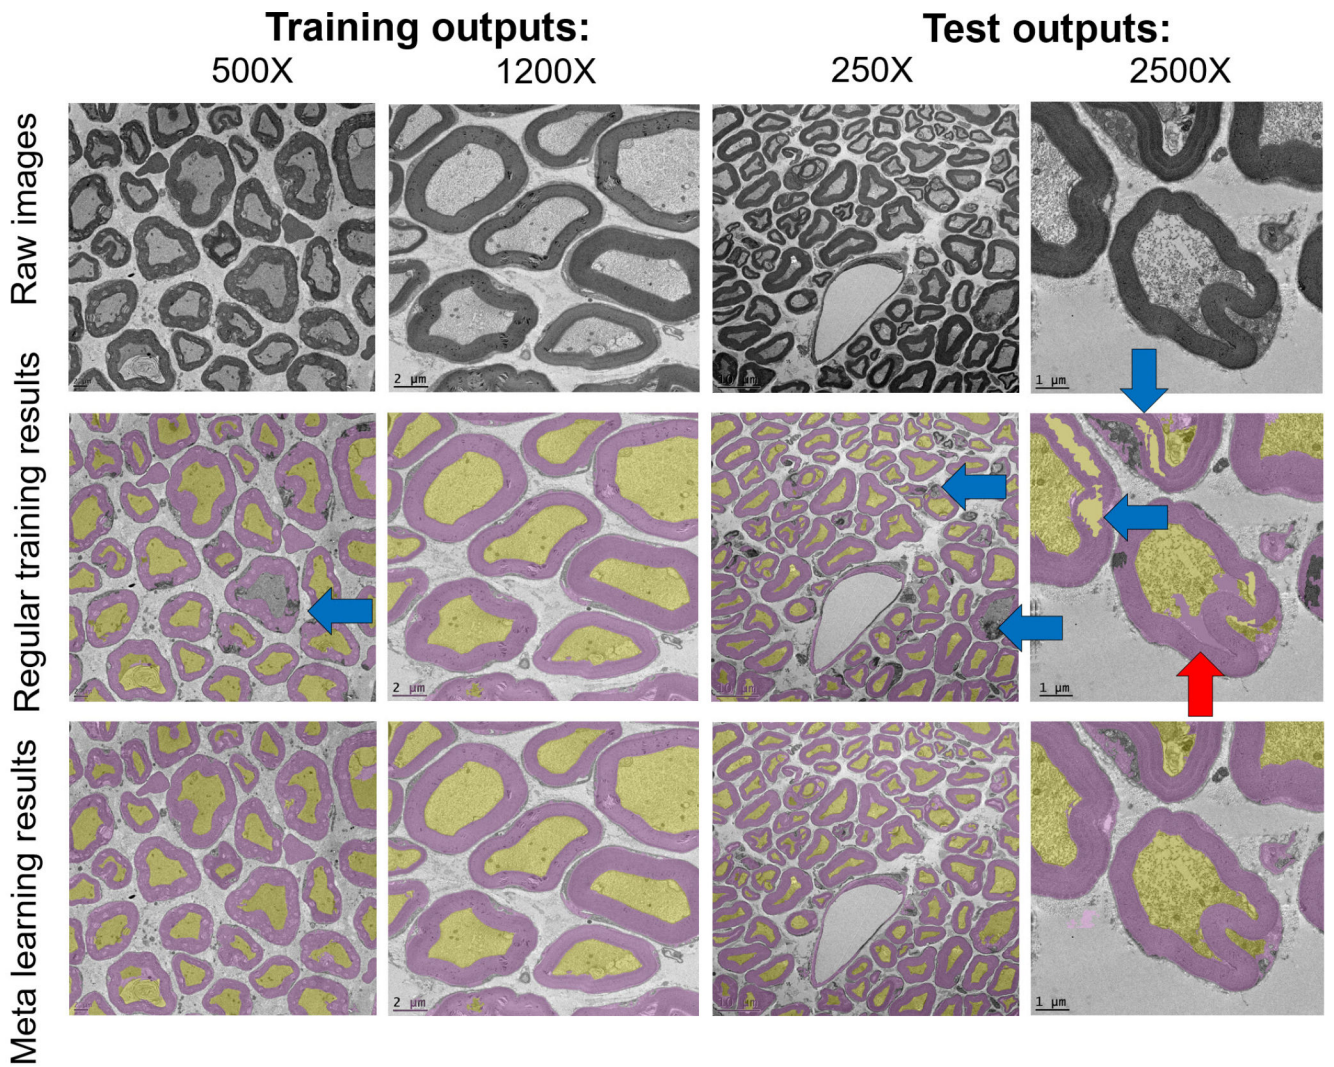 Training outputs:
Test outputs:
500X
1200X
250X
2500X
Raw images
2 μm
1 μm
Regular training results
2 μm
1 μm
Meta learning results
2 μm
1 μm